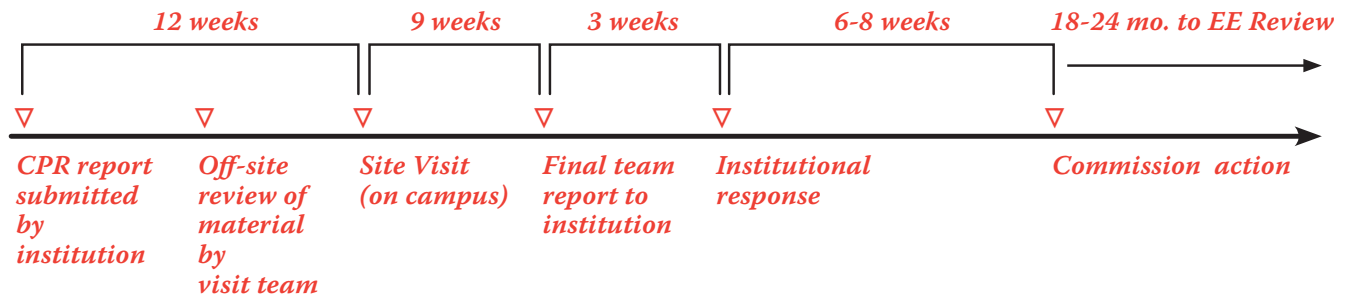 12 weeks
9 weeks
3 weeks
6-8 weeks
18-24 mo. to EE Review
CPR report
submitted
by
institution
Off-site
review of
material
by
visit team
Site Visit
(on campus)
Final team
report to
institution
Institutional
response
Commission action